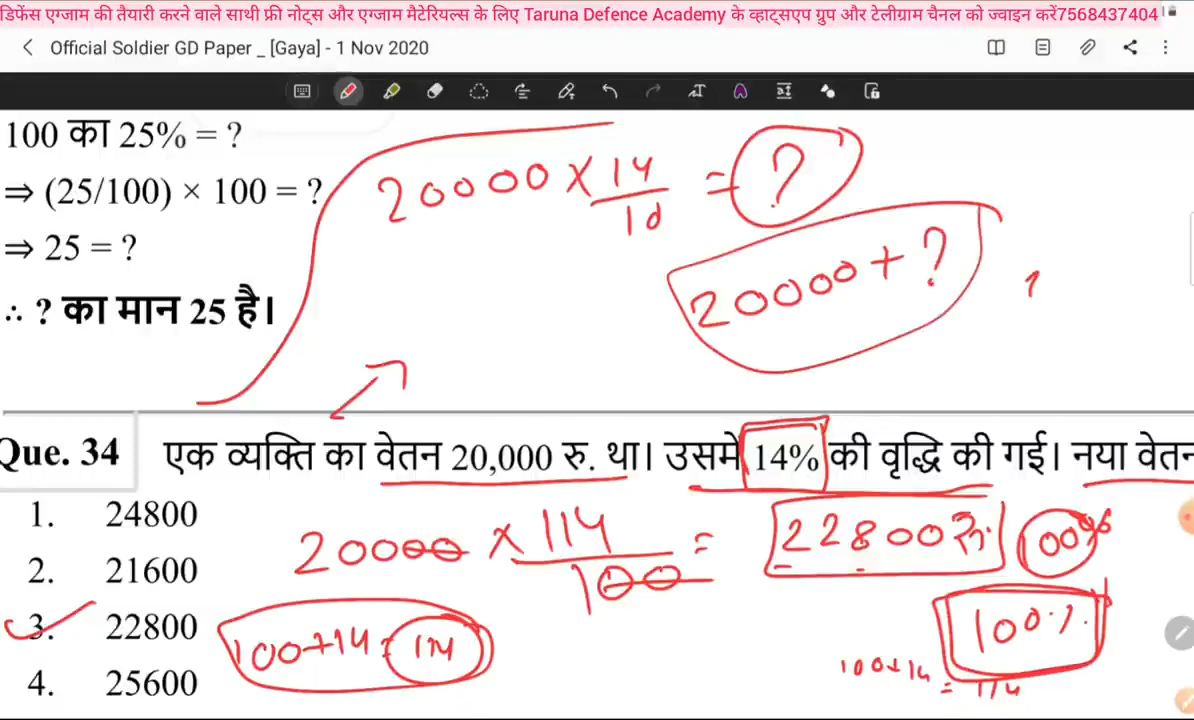 डिफेंस एग्जाम की तैयारी करने वाले साथी फ्री नोट्स और एग्जाम मैटेरियल्स के लिए Taruna Defence Academy के व्हाट्सएप ग्रुप और टेलीग्राम चैनल को ज्वाइन करें7568437404
Official Soldier GD Paper _ [Gaya] - 1 Nov 2020
100 का 25% = ?
⇒ (25/100) × 100 = ?
⇒ 25 = ?
∴ ? का मान 25 है।
20000 × 14/10 = ?
20000 + ?
Que. 34 एक व्यक्ति का वेतन 20,000 रु. था। उसमे 14% की वृद्धि की गई। नया वेतन
1. 24800
2. 21600
3. 22800
4. 25600
20000 × 114/100 = 22800 रु.
100%
100+14 = 114
100%
100+14
= 114